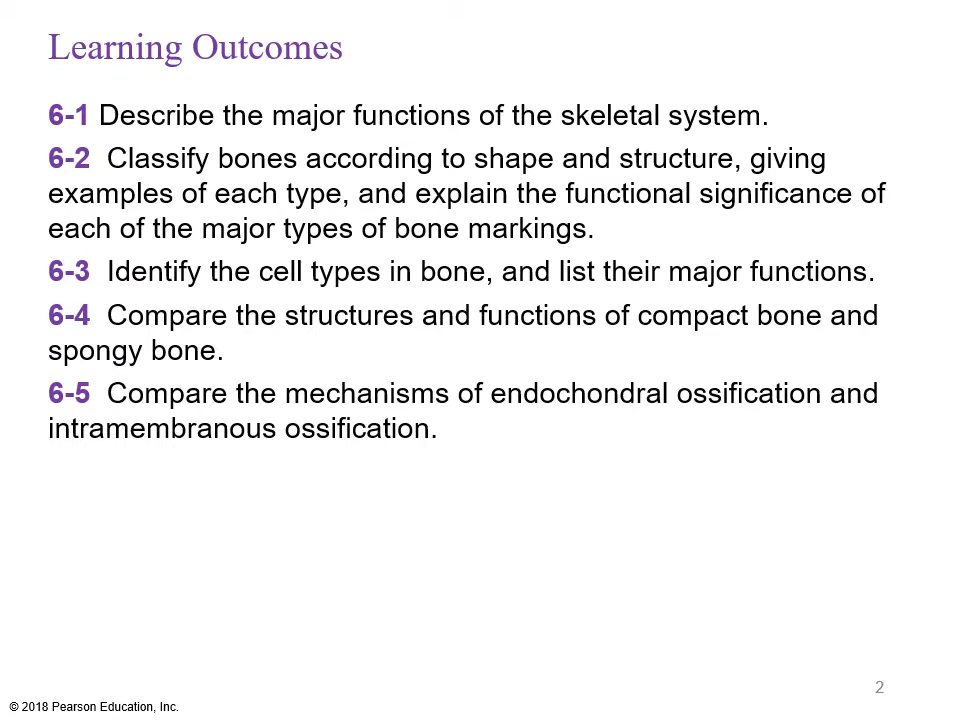 Learning Outcomes
6-1 Describe the major functions of the skeletal system.
6-2 Classify bones according to shape and structure, giving
examples of each type, and explain the functional significance of
each of the major types of bone markings.
6-3 Identify the cell types in bone, and list their major functions.
6-4 Compare the structures and functions of compact bone and
spongy bone.
6-5 Compare the mechanisms of endochondral ossification and
intramembranous ossification.
2
© 2018 Pearson Education, Inc.